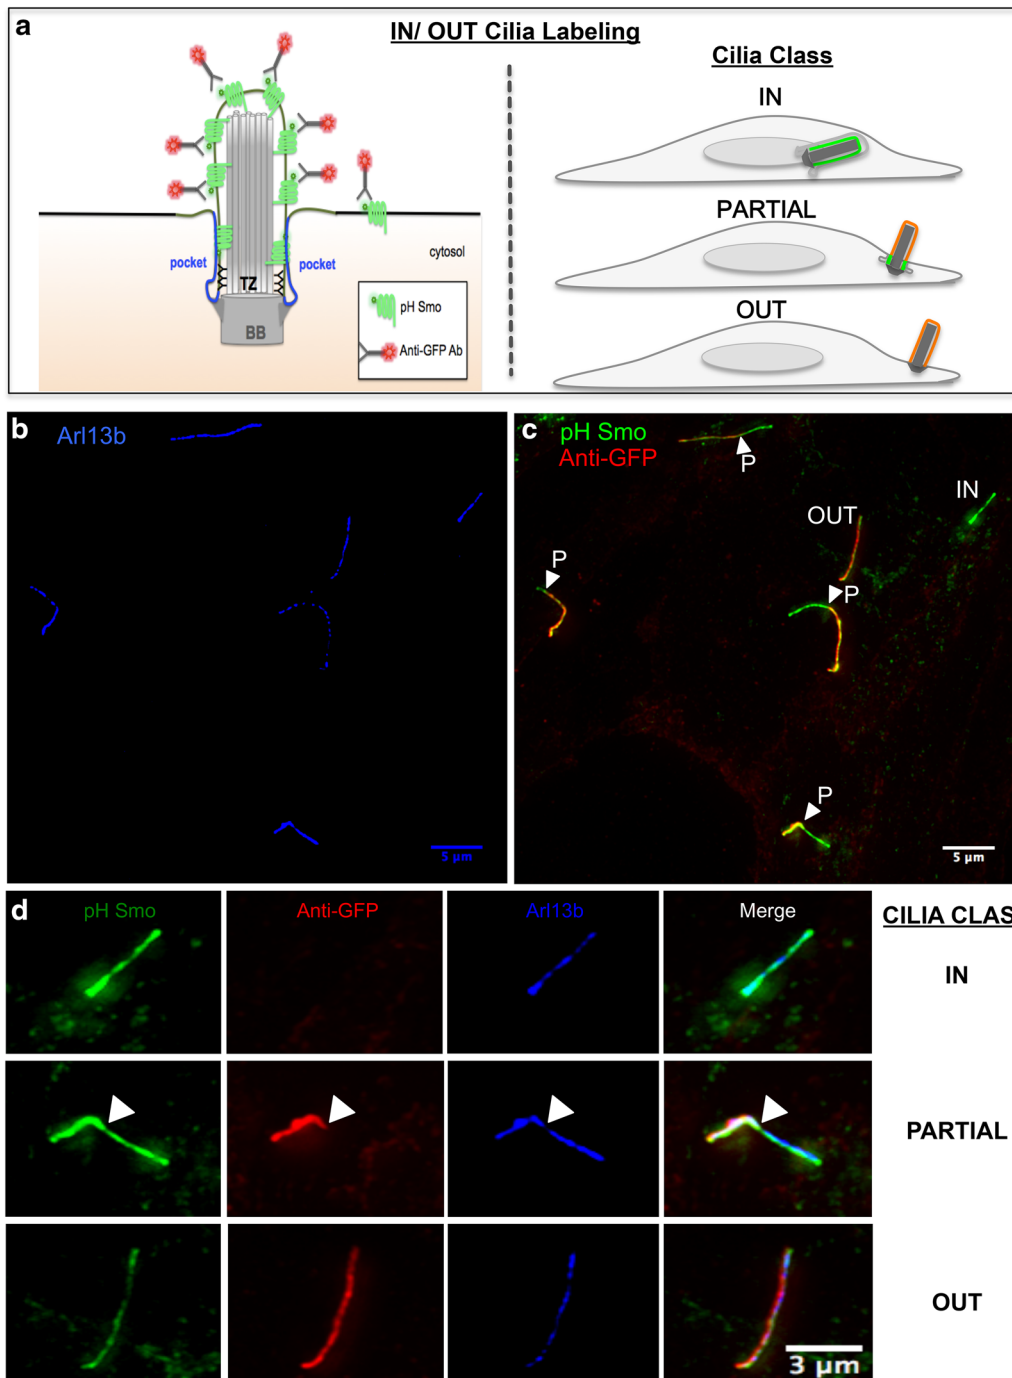 a
IN/ OUT Cilia Labeling
Cilia Class
IN
PARTIAL
OUT
pocket
pocket
cytosol
TZ
BB
pH Smo
Anti-GFP Ab
b
Arl13b
5 µm
c
pH Smo
Anti-GFP
P
IN
OUT
P
P
P
5 µm
d
pH Smo
Anti-GFP
Arl13b
Merge
CILIA CLAS
IN
PARTIAL
OUT
3 µm